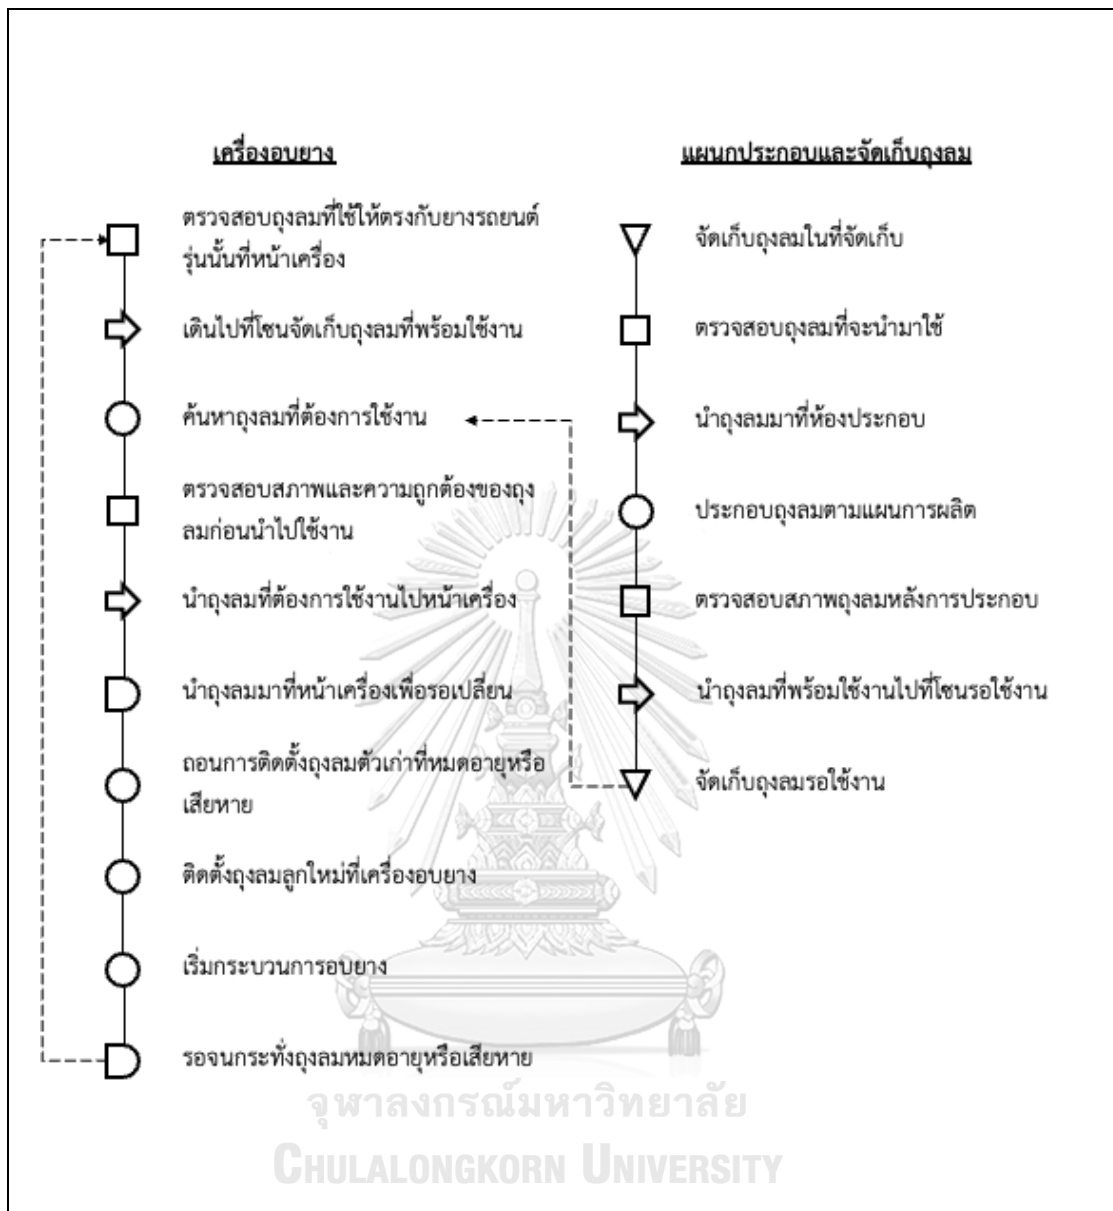 เครื่องอบยาง
ตรวจสอบถุงลมที่ใช้ให้ตรงกับยางรถยนต์
รุ่นนั้นที่หน้าเครื่อง
เดินไปที่โซนจัดเก็บถุงลมที่พร้อมใช้งาน
ค้นหาถุงลมที่ต้องการใช้งาน
ตรวจสอบสภาพและความถูกต้องของถุง
ลมก่อนนำไปใช้งาน
นำถุงลมที่ต้องการใช้งานไปหน้าเครื่อง
นำถุงลมมาที่หน้าเครื่องเพื่อรอเปลี่ยน
ถอนการติดตั้งถุงลมตัวเก่าที่หมดอายุหรือ
เสียหาย
ติดตั้งถุงลมลูกใหม่ที่เครื่องอบยาง
เริ่มกระบวนการอบยาง
รอจนกระทั่งถุงลมหมดอายุหรือเสียหาย
แผนกประกอบและจัดเก็บถุงลม
จัดเก็บถุงลมในที่จัดเก็บ
ตรวจสอบถุงลมที่จะนำมาใช้
นำถุงลมมาที่ห้องประกอบ
ประกอบถุงลมตามแผนการผลิต
ตรวจสอบสภาพถุงลมหลังการประกอบ
นำถุงลมที่พร้อมใช้งานไปที่โซนรอใช้งาน
จัดเก็บถุงลมรอใช้งาน
จุฬาลงกรณ์มหาวิทยาลัย
CHULALONGKORN UNIVERSITY